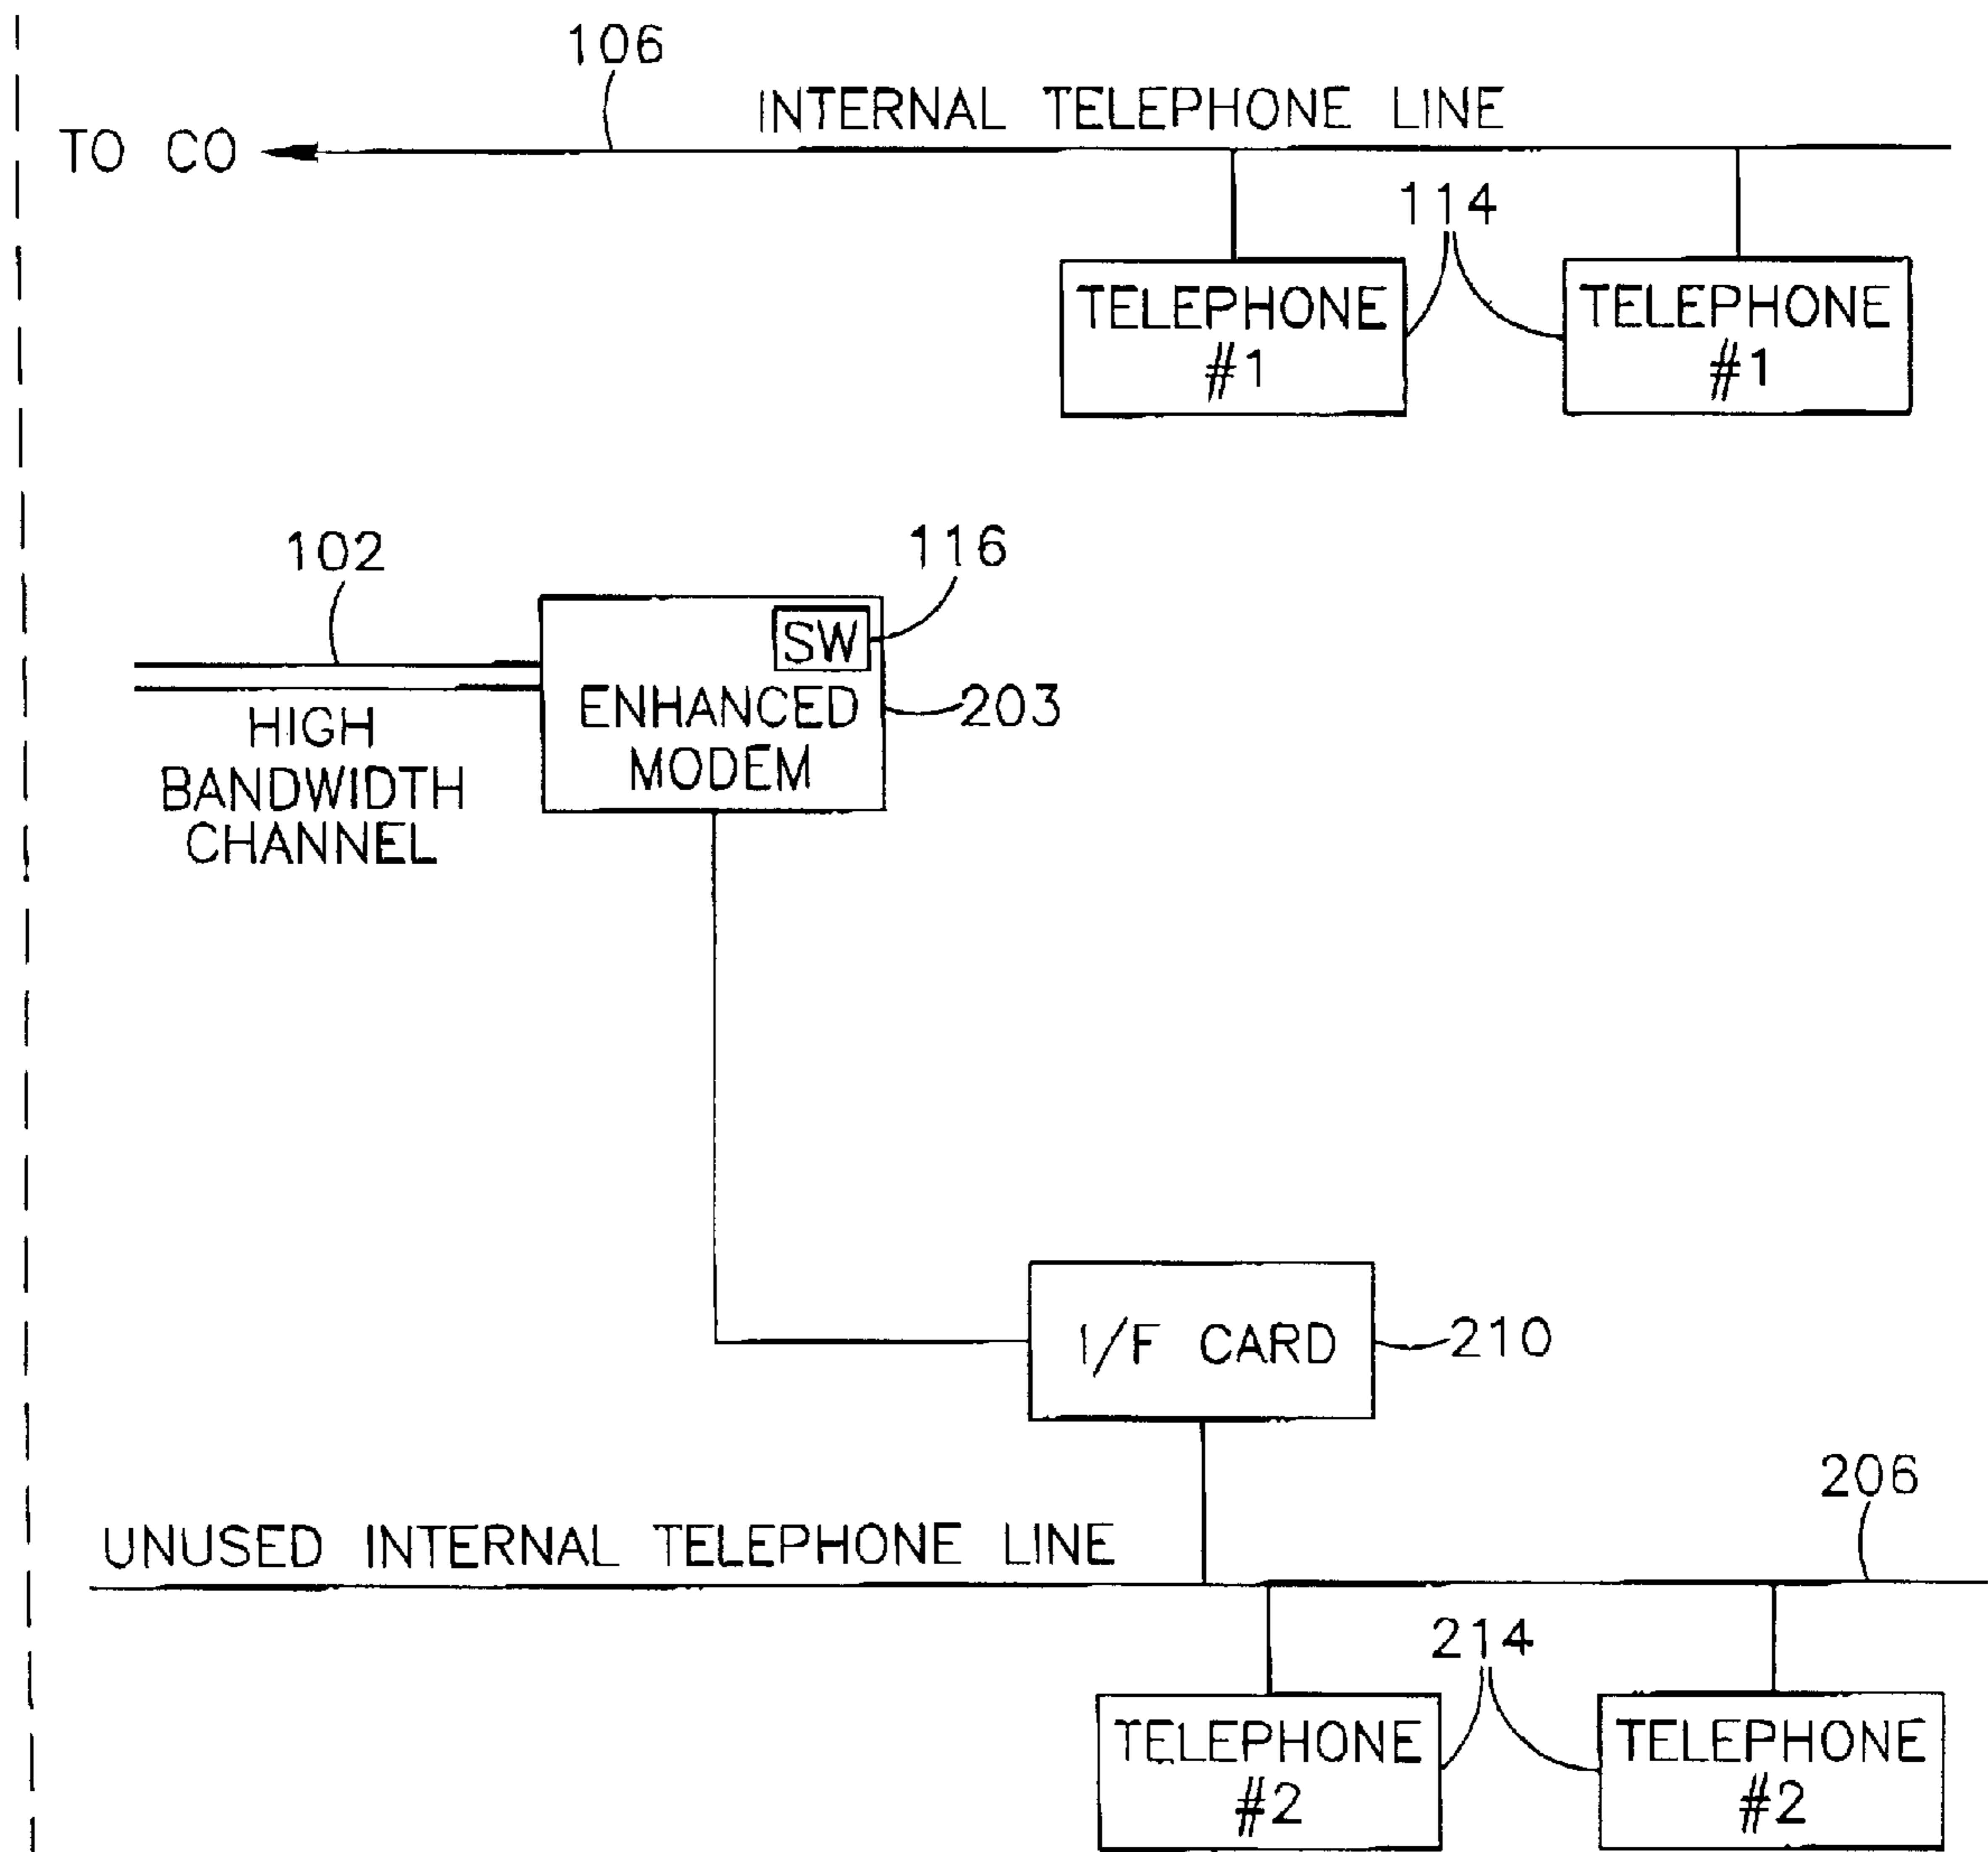 106
INTERNAL TELEPHONE LINE
TO CO
114
TELEPHONE
#1
TELEPHONE
#1
102
116
SW
ENHANCED
MODEM
203
HIGH
BANDWIDTH
CHANNEL
I/F CARD
210
206
UNUSED INTERNAL TELEPHONE LINE
214
TELEPHONE
#2
TELEPHONE
#2